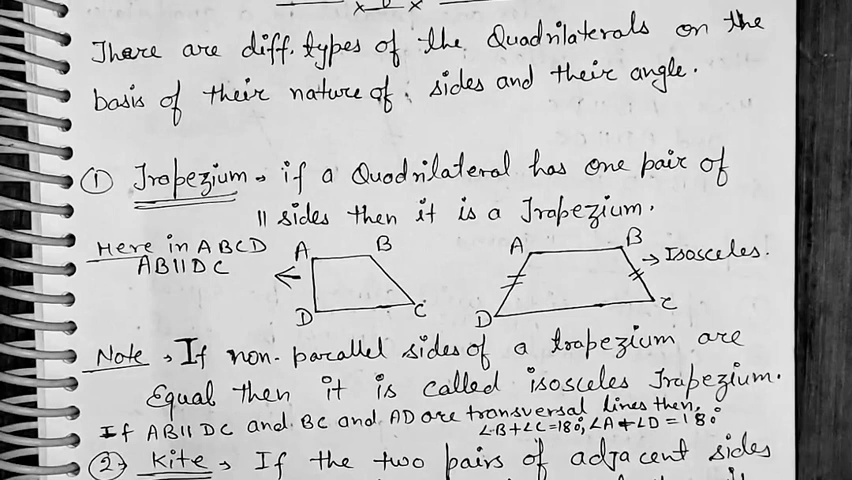 There are diff. types of the Quadrilaterals on the
basis of their nature of sides and their angle.
① Trapezium → if a Quadrilateral has one pair of
|| sides then it is a Trapezium.
Here in ABCD
AB||DC
A B
D C
A B → Isosceles.
D C
Note → If non-parallel sides of a trapezium are
Equal then it is called isosceles Trapezium.
If AB||DC and BC and AD are transversal lines then,
∠B+∠C=180°, ∠A+∠D=180°
② Kite → If the two pairs of adjacent sides